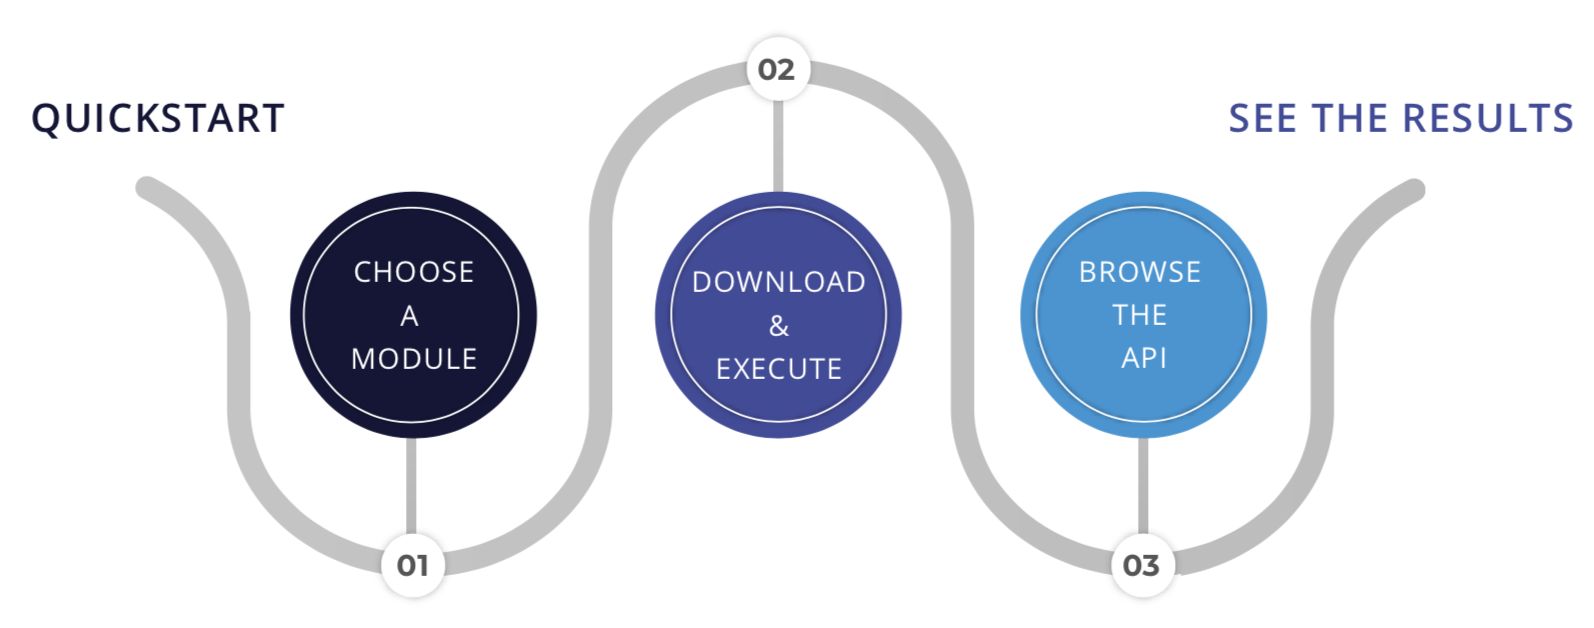 QUICKSTART
CHOOSE
A
MODULE
01
02
DOWNLOAD
&
EXECUTE
BROWSE
THE
API
03
SEE THE RESULTS